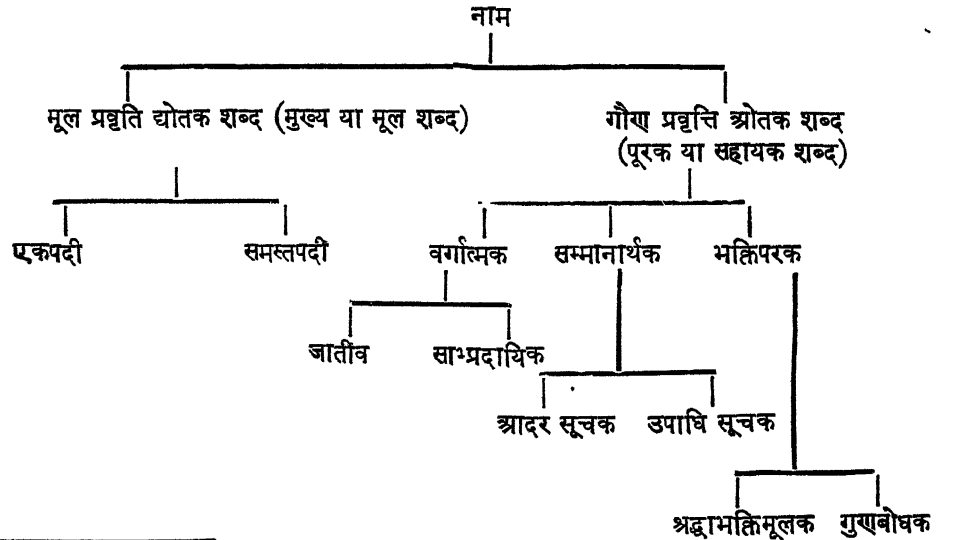 नाम
मूल प्रवृति द्योतक शब्द (मुख्य या मूल शब्द)
गौण प्रवृत्ति द्योतक शब्द
(पूरक या सहायक शब्द)
एकपदी समस्तपदी वर्गात्मक सम्मानार्थक भक्तिपरक
जातीव साम्प्रदायिक
आदर सूचक उपाधि सूचक
श्रद्धाभक्तिमूलक गुणबोधक